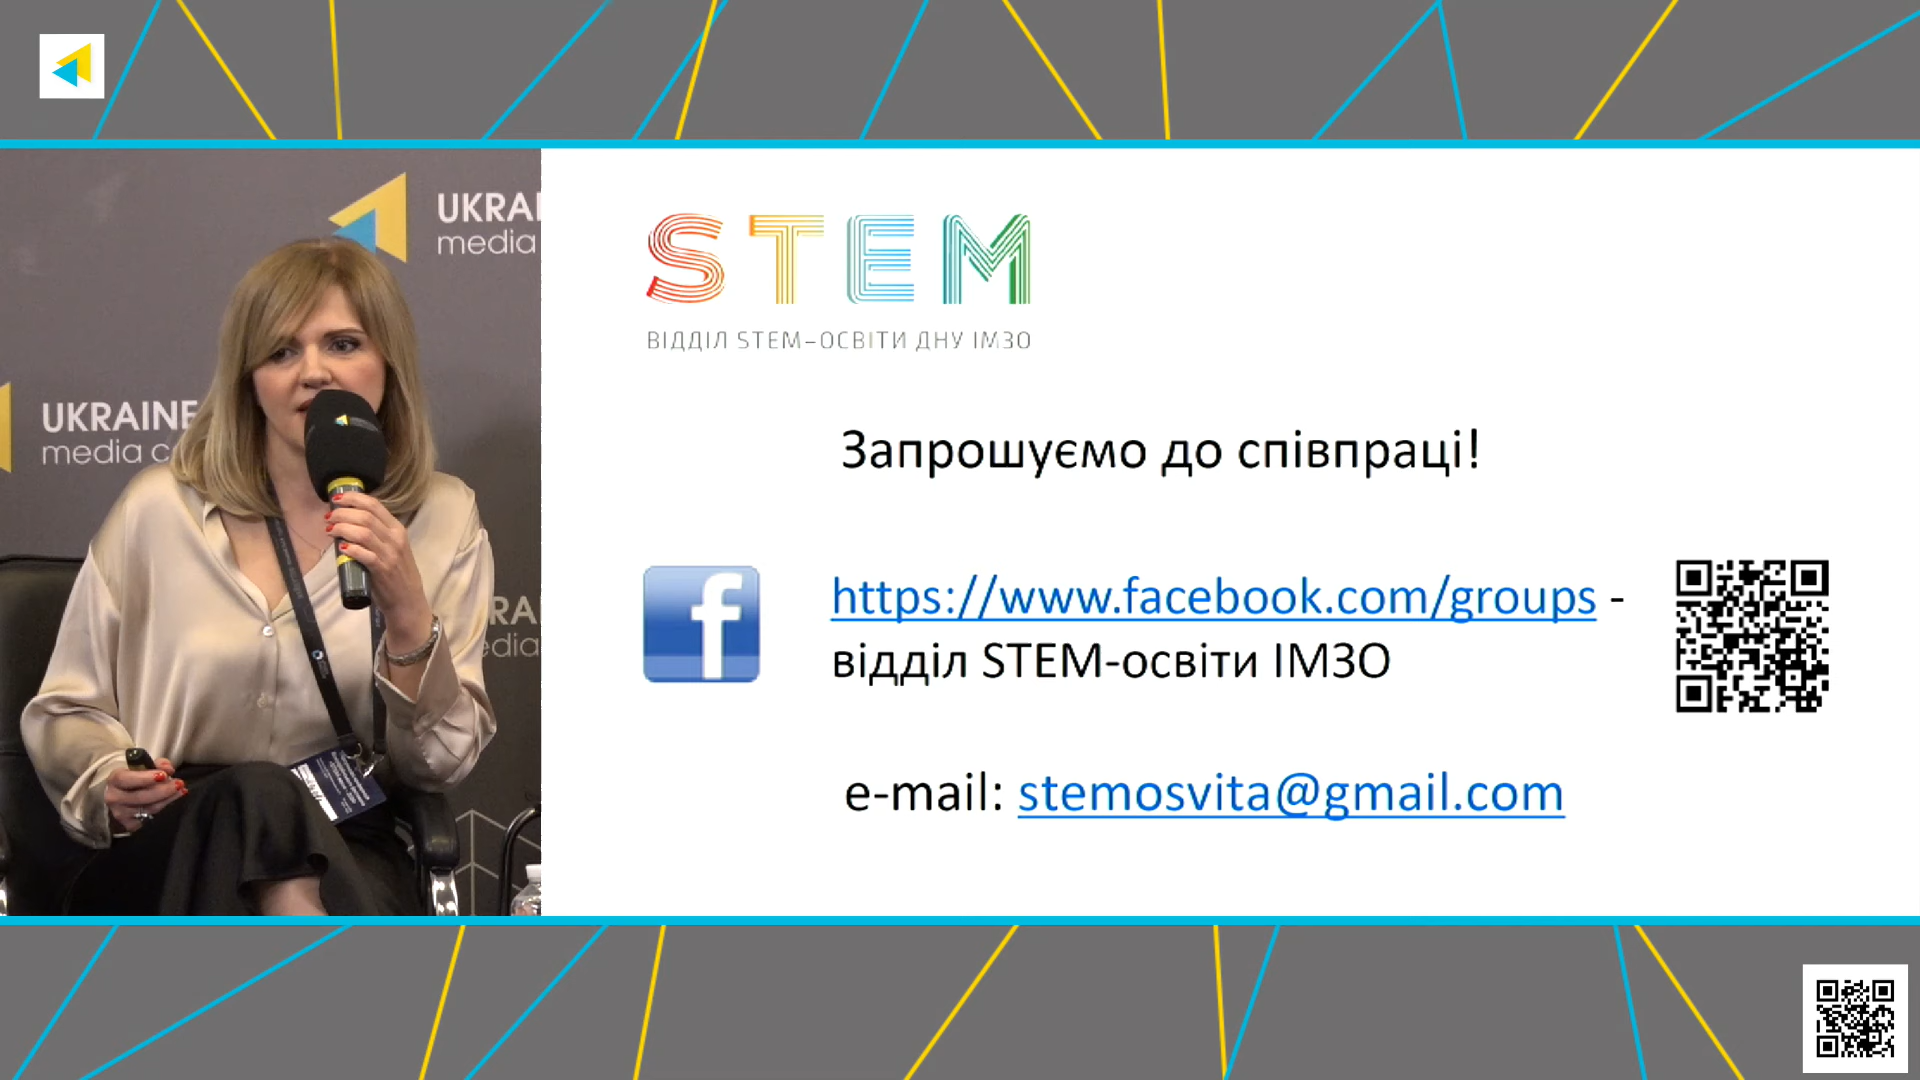 UKRAI
media
UKRAINE
media c
RA
edia
STEM
ВІДДІЛ STEM–ОСВІТИ ДНУ ІМЗО
Запрошуємо до співпраці!
f
https://www.facebook.com/groups -
відділ STEM-освіти ІМЗО
e-mail: stemosvita@gmail.com